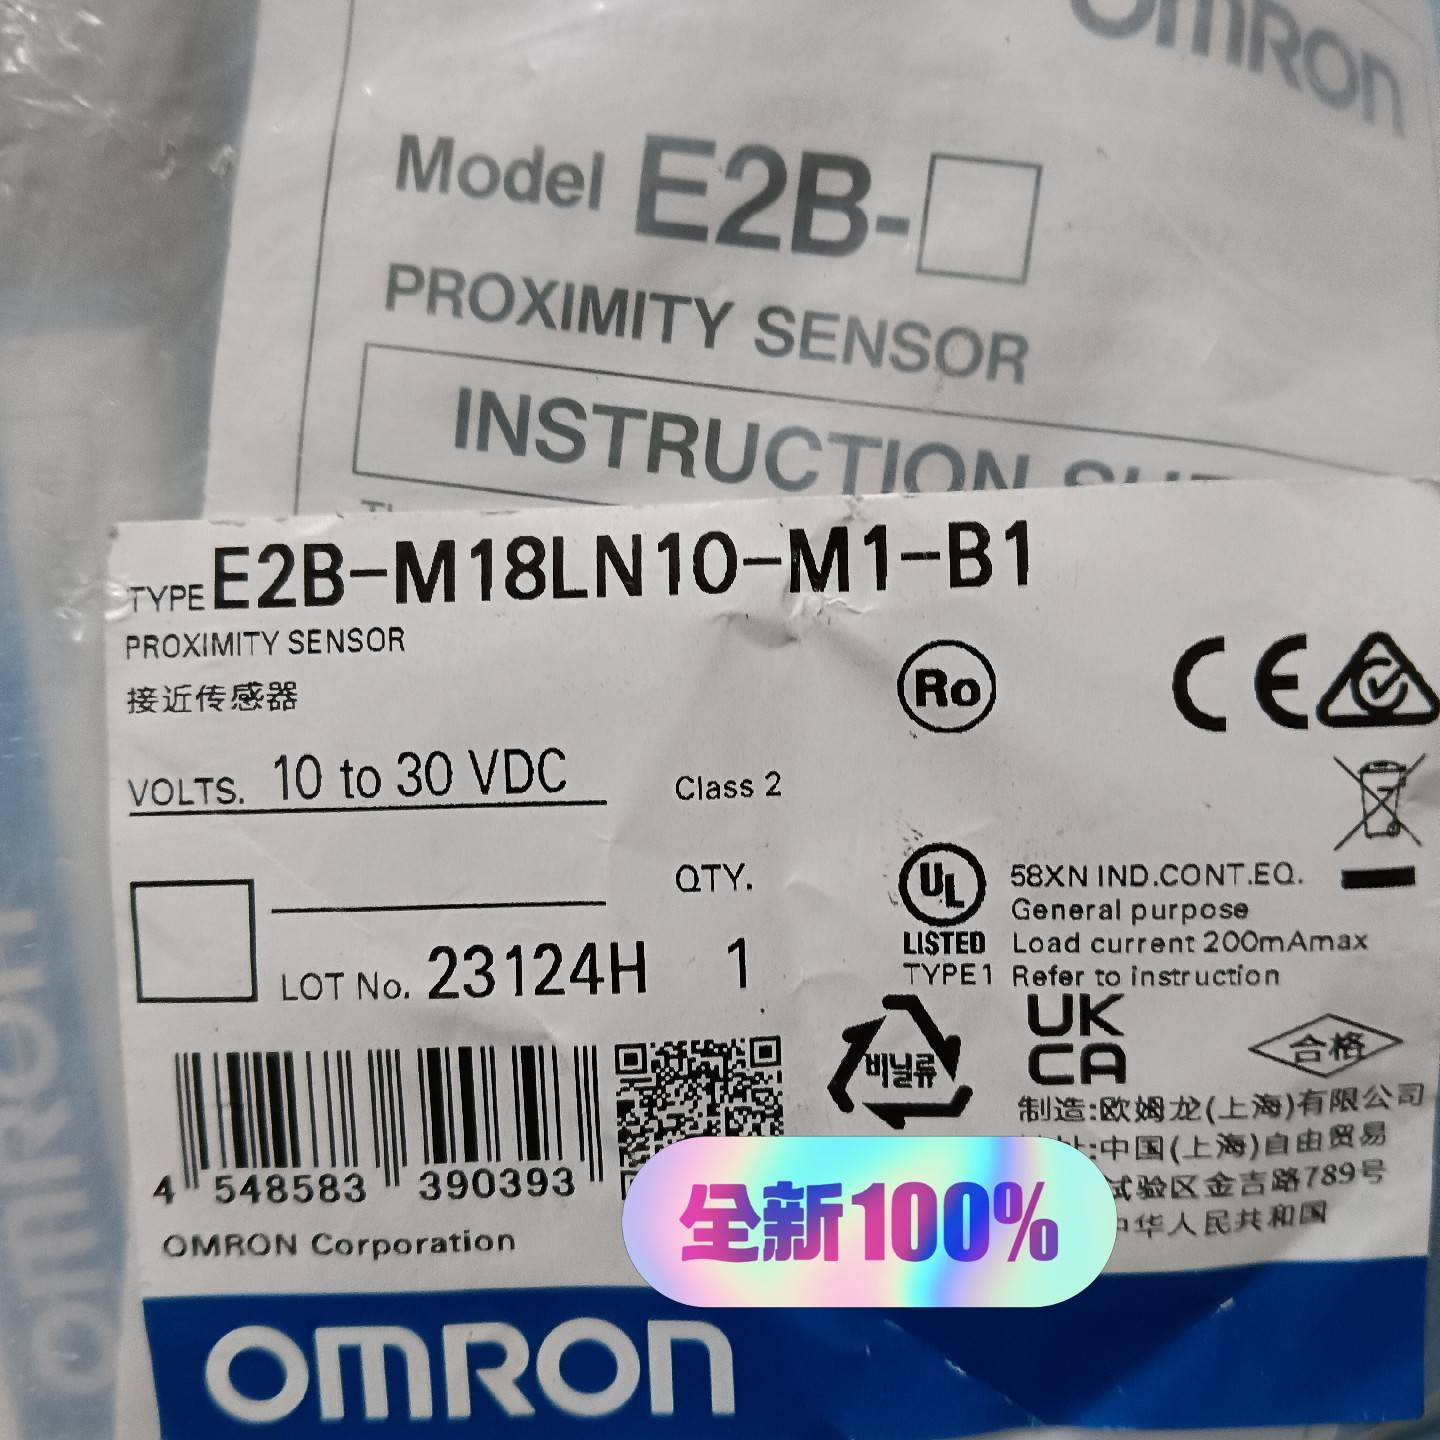 OMRON
Model E2B-□
PROXIMITY SENSOR
INSTRUCTION
TYPE E2B-M18LN10-M1-B1
PROXIMITY SENSOR
接近传感器
Ro
CE
VOLTS. 10 to 30 VDC
Class 2
QTY.
LOT No. 23124H 1
UL
LISTED
TYPE1
58XN IND.CONT.EQ.
General purpose
Load current 200mAmax
Refer to instruction
비닐류
UK
CA
合格
制造:欧姆龙(上海)有限公司
:中国(上海)自由贸易
试验区金吉路789号
中华人民共和国
4 548583 390393
OMRON Corporation
全新100%
OMRON
OMRON